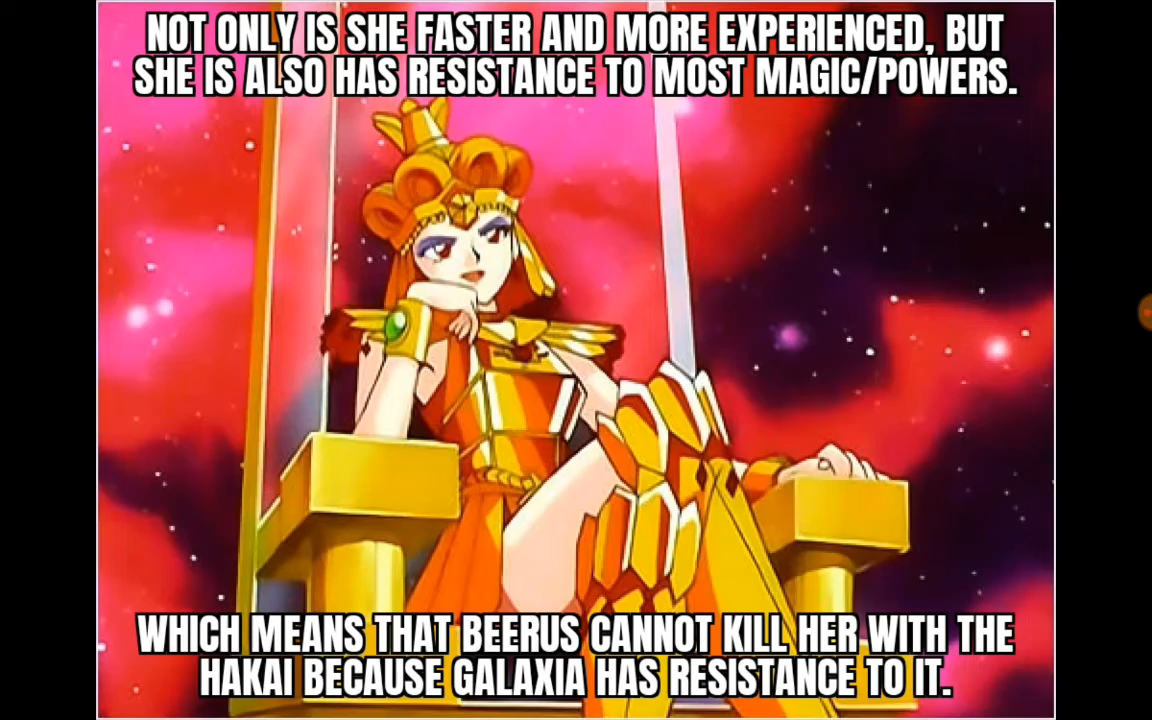 NOT ONLY IS SHE FASTER AND MORE EXPERIENCED, BUT
SHE IS ALSO HAS RESISTANCE TO MOST MAGIC/POWERS.
WHICH MEANS THAT BEERUS CANNOT KILL HER WITH THE
HAKAI BECAUSE GALAXIA HAS RESISTANCE TO IT.